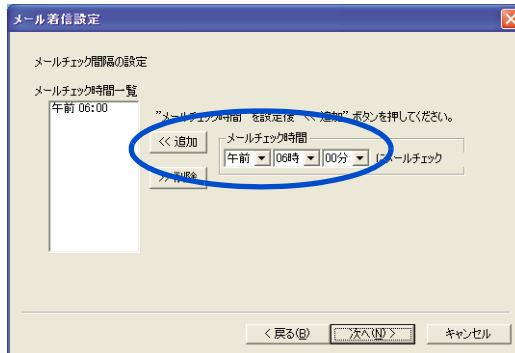 メール着信設定
メールチェック間隔の設定
メールチェック時間一覧
午前 06:00
"メールチェック時間" を設定後 "<< 追加" ボタンを押してください。
<< 追加
メールチェック時間
午前 06時 00分 にメールチェック
>> 削除
< 戻る(B)
次へ(N) >
キャンセル